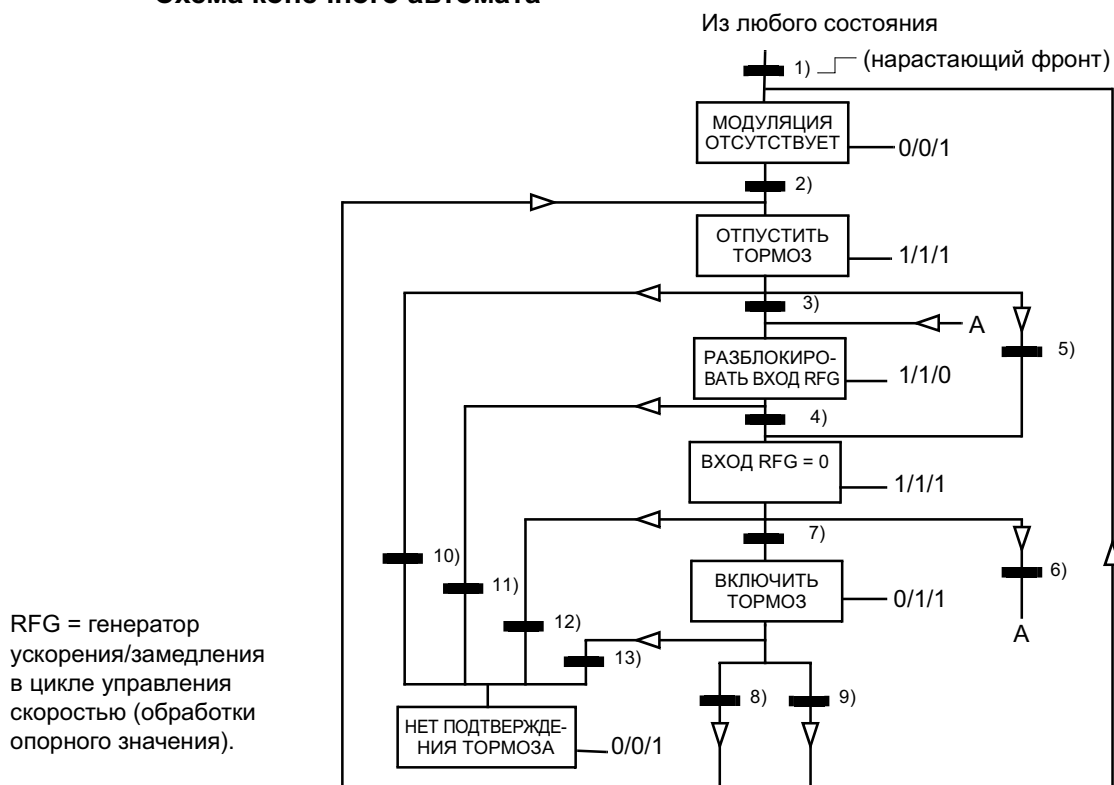 Схема конечного автомата
Из любого состояния
1) (нарастающий фронт)
МОДУЛЯЦИЯ
ОТСУТСТВУЕТ
0/0/1
2)
ОТПУСТИТЬ
ТОРМОЗ
1/1/1
3)
A
5)
РАЗБЛОКИРО-
ВАТЬ ВХОД RFG
1/1/0
4)
ВХОД RFG = 0
1/1/1
7)
10)
6)
11)
ВКЛЮЧИТЬ
ТОРМОЗ
0/1/1
12)
A
13)
RFG = генератор
ускорения/замедления
в цикле управления
скоростью (обработки
опорного значения).
8)
9)
НЕТ ПОДТВЕРЖДЕ-
НИЯ ТОРМОЗА
0/0/1